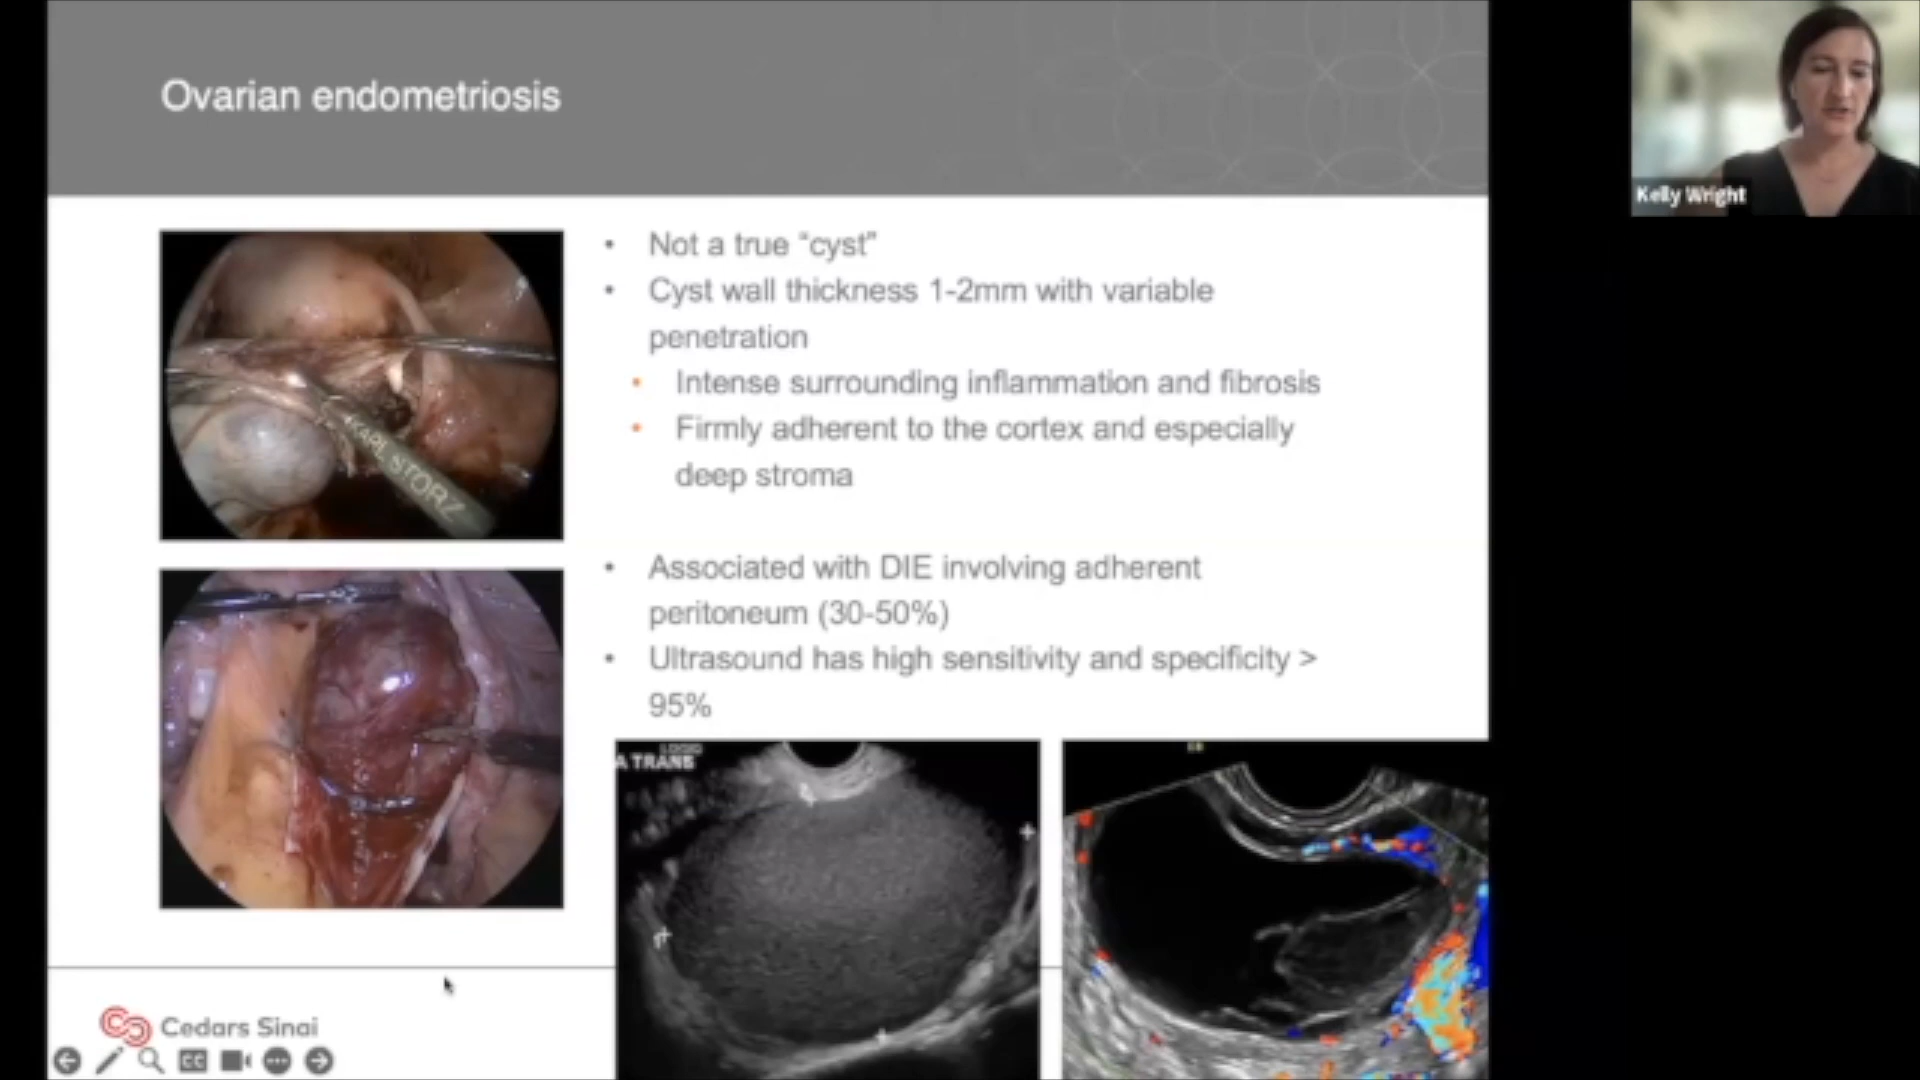 Ovarian endometriosis
Kelly Wright
• Not a true “cyst”
• Cyst wall thickness 1-2mm with variable
penetration
• Intense surrounding inflammation and fibrosis
• Firmly adherent to the cortex and especially
deep stroma
• Associated with DIE involving adherent
peritoneum (30-50%)
• Ultrasound has high sensitivity and specificity >
95%
KARL STORZ
A TRANS
Cedars Sinai
CC